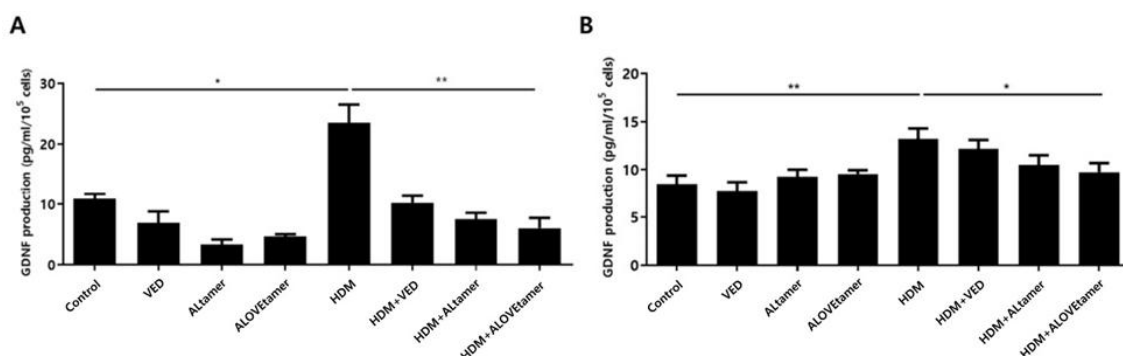 A
GDNF production (pg/ml/10⁵ cells)
30
20
10
0
*
**
Control
VED
ALtamer
ALOVEtamer
HDM
HDM+VED
HDM+ALtamer
HDM+ALOVEtamer
B
GDNF production (pg/ml/10⁵ cells)
20
15
10
5
0
**
*
Control
VED
ALtamer
ALOVEtamer
HDM
HDM+VED
HDM+ALtamer
HDM+ALOVEtamer